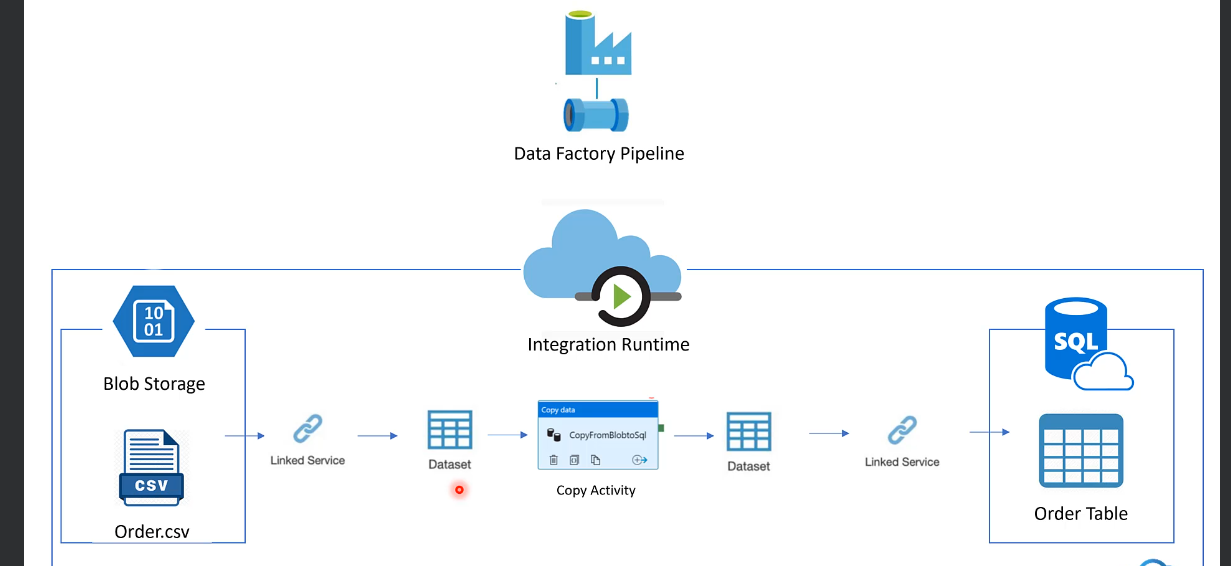 Data Factory Pipeline
Integration Runtime
10
01
Blob Storage
CSV
Order.csv
Linked Service
Dataset
Copy data
CopyFromBlobtoSql
Copy Activity
Dataset
Linked Service
SQL
Order Table